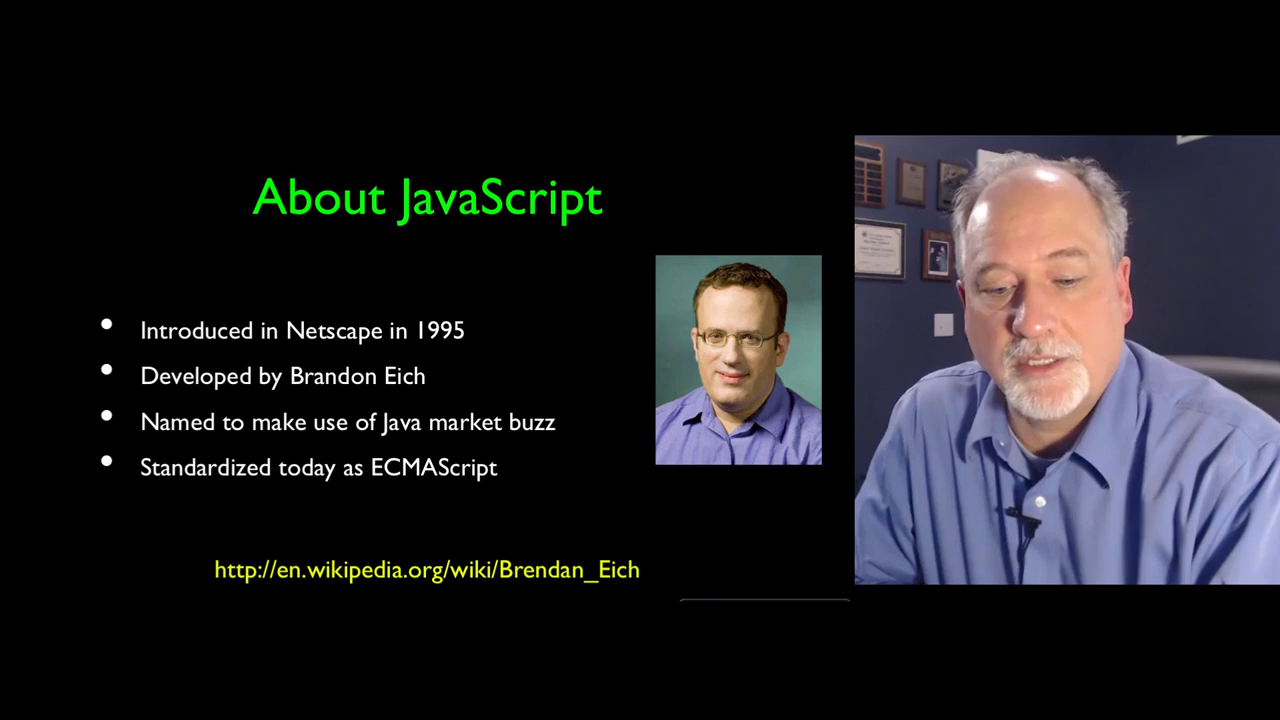 About JavaScript
Introduced in Netscape in 1995
Developed by Brandon Eich
Named to make use of Java market buzz
Standardized today as ECMAScript
http://en.wikipedia.org/wiki/Brendan_Eich